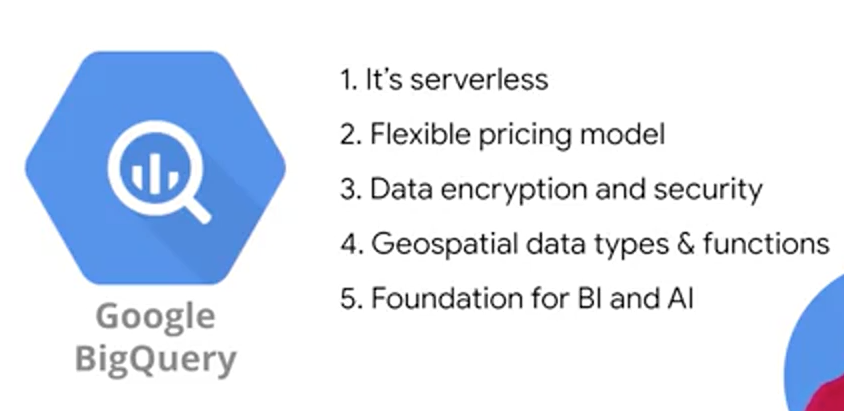 1. It's serverless
2. Flexible pricing model
3. Data encryption and security
4. Geospatial data types & functions
5. Foundation for BI and AI
Google
BigQuery